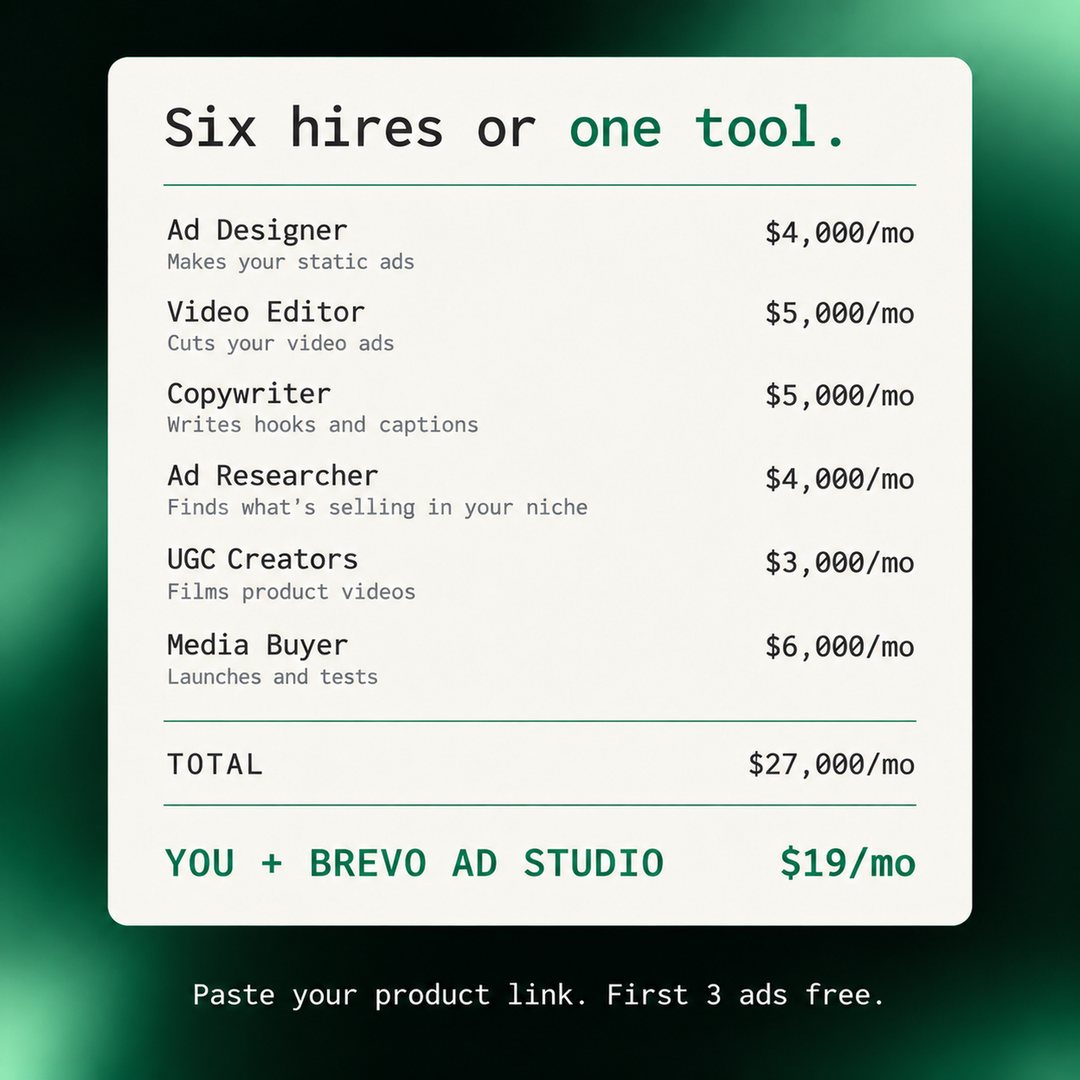 Six hires or one tool.
Ad Designer $4,000/mo
Makes your static ads
Video Editor $5,000/mo
Cuts your video ads
Copywriter $5,000/mo
Writes hooks and captions
Ad Researcher $4,000/mo
Finds what’s selling in your niche
UGC Creators $3,000/mo
Films product videos
Media Buyer $6,000/mo
Launches and tests
TOTAL $27,000/mo
YOU + BREVO AD STUDIO $19/mo
Paste your product link. First 3 ads free.